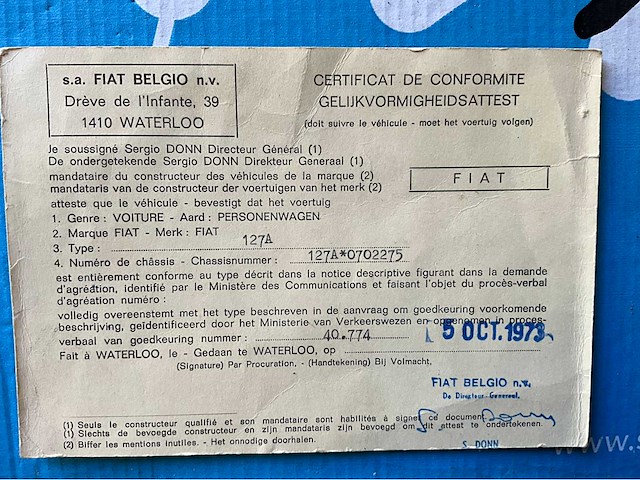 s.a. FIAT BELGIO n.v.
Drève de l'Infante, 39
1410 WATERLOO
CERTIFICAT DE CONFORMITE
GELIJKVORMIGHEIDSATTEST
(doit suivre le véhicule - moet het voertuig volgen)
Je soussigné Sergio DONN Directeur Général (1)
De ondergetekende Sergio DONN Direkteur Generaal (1)
mandataire du constructeur des véhicules de la marque (2)
mandataris van de constructeur der voertuigen van het merk (2)
FIAT
atteste que le véhicule - bevestigt dat het voertuig
1. Genre : VOITURE - Aard : PERSONENWAGEN
2. Marque FIAT - Merk : FIAT
3. Type : 127A
4. Numéro de châssis - Chassisnummer : 127A*0702275
est entièrement conforme au type décrit dans la notice descriptive figurant dans la demande
d'agréation, identifié par le Ministère des Communications et faisant l'objet du procès-verbal
d'agréation numéro :
volledig overeenstemt met het type beschreven in de aanvraag om goedkeuring voorkomende
beschrijving, geïdentificeerd door het Ministerie van Verkeerswezen en opgenomen in proces-
verbaal van goedkeuring nummer : 40.774
5 OCT. 1973
Fait à WATERLOO, le - Gedaan te WATERLOO, op
(Signature) Par Procuration, - (Handtekening) Bij Volmacht,
FIAT BELGIO n.v.
De Directeur-Generaal,
(1) Seuls le constructeur qualifié et son mandataire sont habilités à signer ce document.
(1) Slechts de bevoegde constructeur en zijn mandataris zijn bevoegd om dit attest te ondertekenen.
(2) Biffer les mentions inutiles. - Het onnodige doorhalen.
S. DONN
www.s